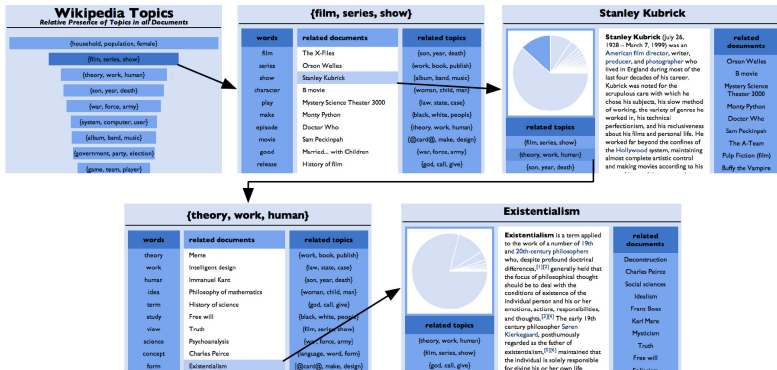 Wikipedia Topics
Relative Presence of Topics in all Documents
{household, population, female}
{film, series, show}
{theory, work, human}
{son, year, death}
{war, force, army}
{system, computer, user}
{album, band, music}
{government, party, election}
{game, team, player}
{film, series, show}
words
related documents
related topics
film
The X-Files
{son, year, death}
series
Orson Welles
{work, book, publish}
show
Stanley Kubrick
{album, band, music}
character
B movie
{woman, child, man}
play
Mystery Science Theater 3000
{law, state, case}
make
Monty Python
{black, white, people}
episode
Doctor Who
{theory, work, human}
movie
Sam Peckinpah
{@card@, make, design}
good
Married... with Children
{war, force, army}
release
History of film
{god, call, give}
Stanley Kubrick
related topics
{film, series, show}
{theory, work, human}
{son, year, death}
Stanley Kubrick (July 26,
1928 – March 7, 1999) was an
American film director, writer,
producer, and photographer who
lived in England during most of the
last four decades of his career.
Kubrick was noted for the
scrupulous care with which he
chose his subjects, his slow method
of working, the variety of genres he
worked in, his technical
perfectionism, and his reclusiveness
about his films and personal life. He
worked far beyond the confines of
the Hollywood system, maintaining
almost complete artistic control
and making movies according to his
related
documents
Orson Welles
B movie
Mystery Science
Theater 3000
Monty Python
Doctor Who
Sam Peckinpah
The A-Team
Pulp Fiction (film)
Buffy the Vampire
{theory, work, human}
words
related documents
related topics
theory
Meme
{work, book, publish}
work
Intelligent design
{law, state, case}
human
Immanuel Kant
{son, year, death}
idea
Philosophy of mathematics
{woman, child, man}
term
History of science
{god, call, give}
study
Free will
{black, white, people}
view
Truth
{film, series, show}
science
Psychoanalysis
{war, force, army}
concept
Charles Peirce
{language, word, form}
form
Existentialism
{@card@, make, design}
Existentialism
related topics
{theory, work, human}
{film, series, show}
{god, call, give}
Existentialism is a term applied
to the work of a number of 19th
and 20th-century philosophers
who, despite profound doctrinal
differences,[1][2] generally held that
the focus of philosophical thought
should be to deal with the
conditions of existence of the
individual person and his or her
emotions, actions, responsibilities,
and thoughts.[3][4] The early 19th
century philosopher Søren
Kierkegaard, posthumously
regarded as the father of
existentialism,[5][6] maintained that
the individual is solely responsible
for giving his or her own life
related
documents
Deconstruction
Charles Peirce
Social sciences
Idealism
Franz Boas
Karl Marx
Mysticism
Truth
Free will